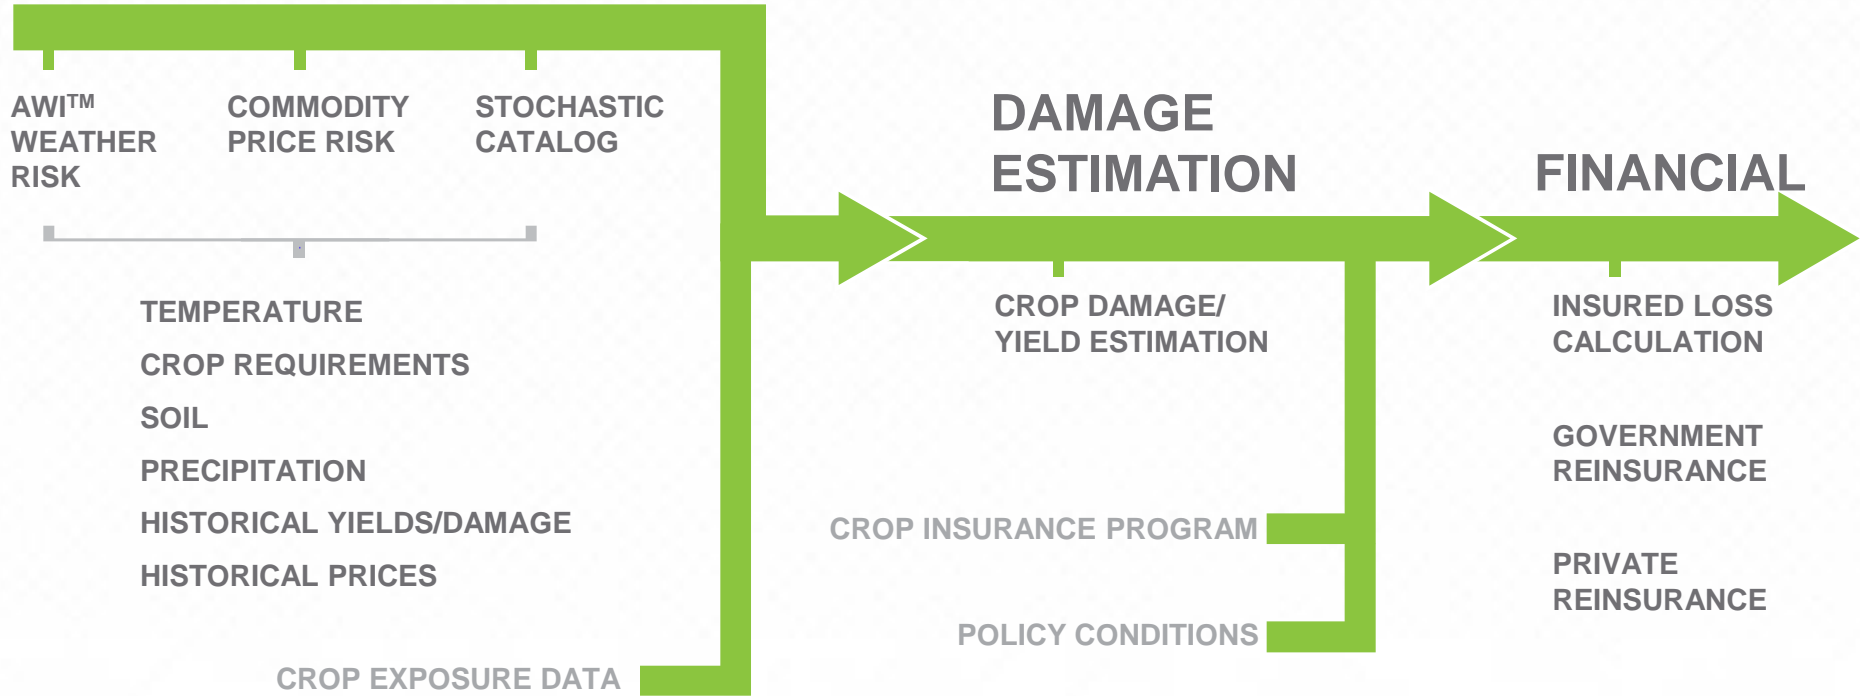 AWI™
WEATHER
RISK
COMMODITY
PRICE RISK
STOCHASTIC
CATALOG
TEMPERATURE
CROP REQUIREMENTS
SOIL
PRECIPITATION
HISTORICAL YIELDS/DAMAGE
HISTORICAL PRICES
CROP EXPOSURE DATA
DAMAGE
ESTIMATION
CROP DAMAGE/
YIELD ESTIMATION
CROP INSURANCE PROGRAM
POLICY CONDITIONS
FINANCIAL
INSURED LOSS
CALCULATION
GOVERNMENT
REINSURANCE
PRIVATE
REINSURANCE